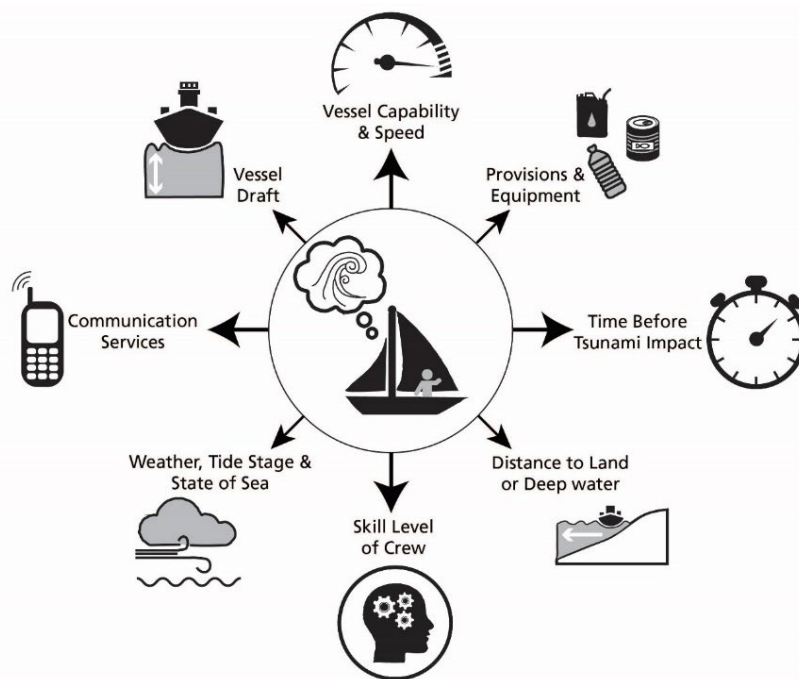 Vessel Capability
& Speed
Vessel
Draft
Provisions &
Equipment
Communication
Services
Time Before
Tsunami Impact
Weather, Tide Stage &
State of Sea
Distance to Land
or Deep water
Skill Level
of Crew